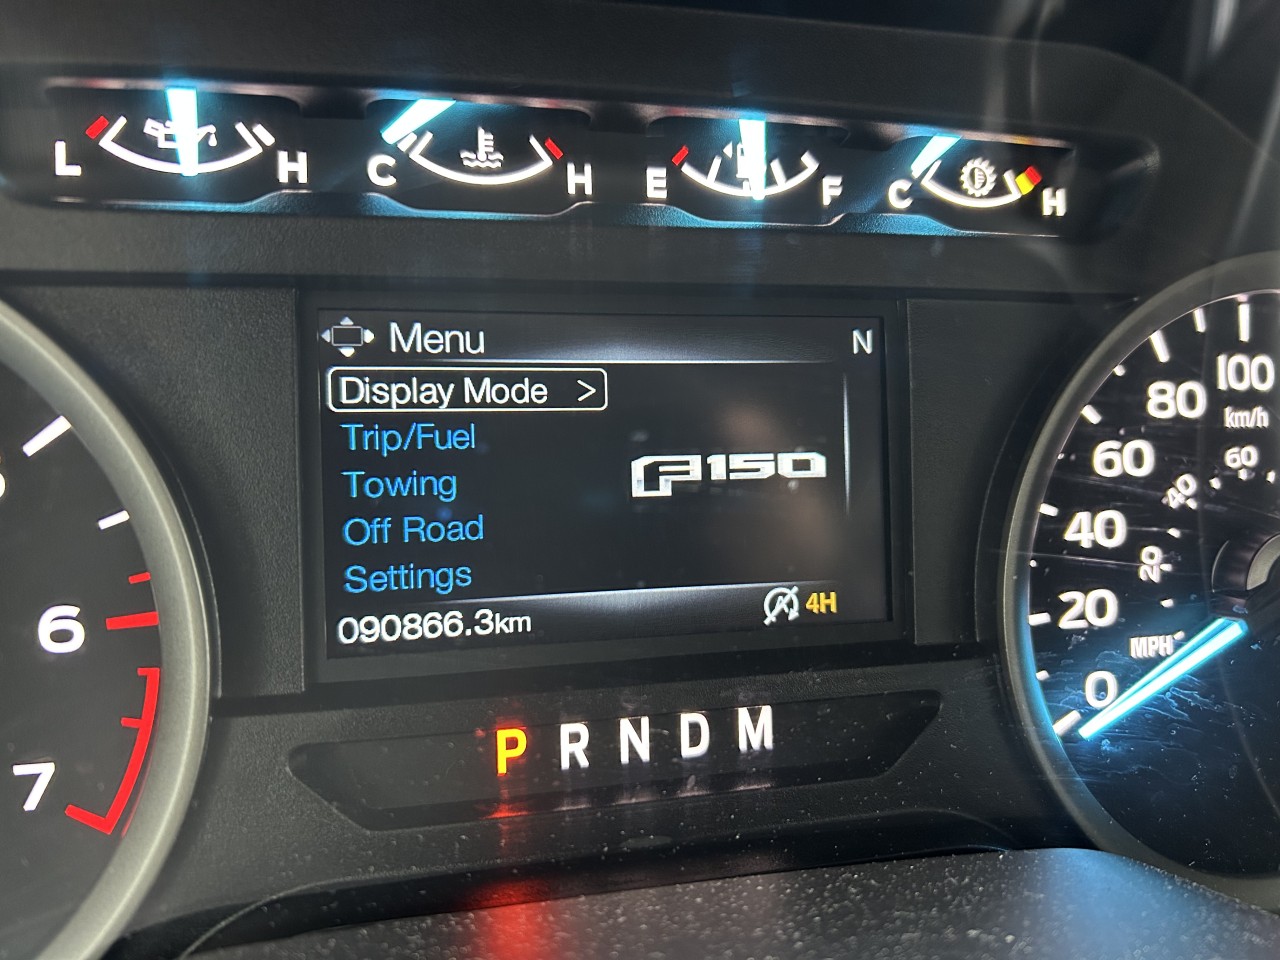 L H C H E F C H
Menu N
Display Mode >
Trip/Fuel
Towing
F150
Off Road
Settings
090866.3km
A 4H
P R N D M
6
7
100
km/h
80
60
60
40
40
20
20
MPH
0